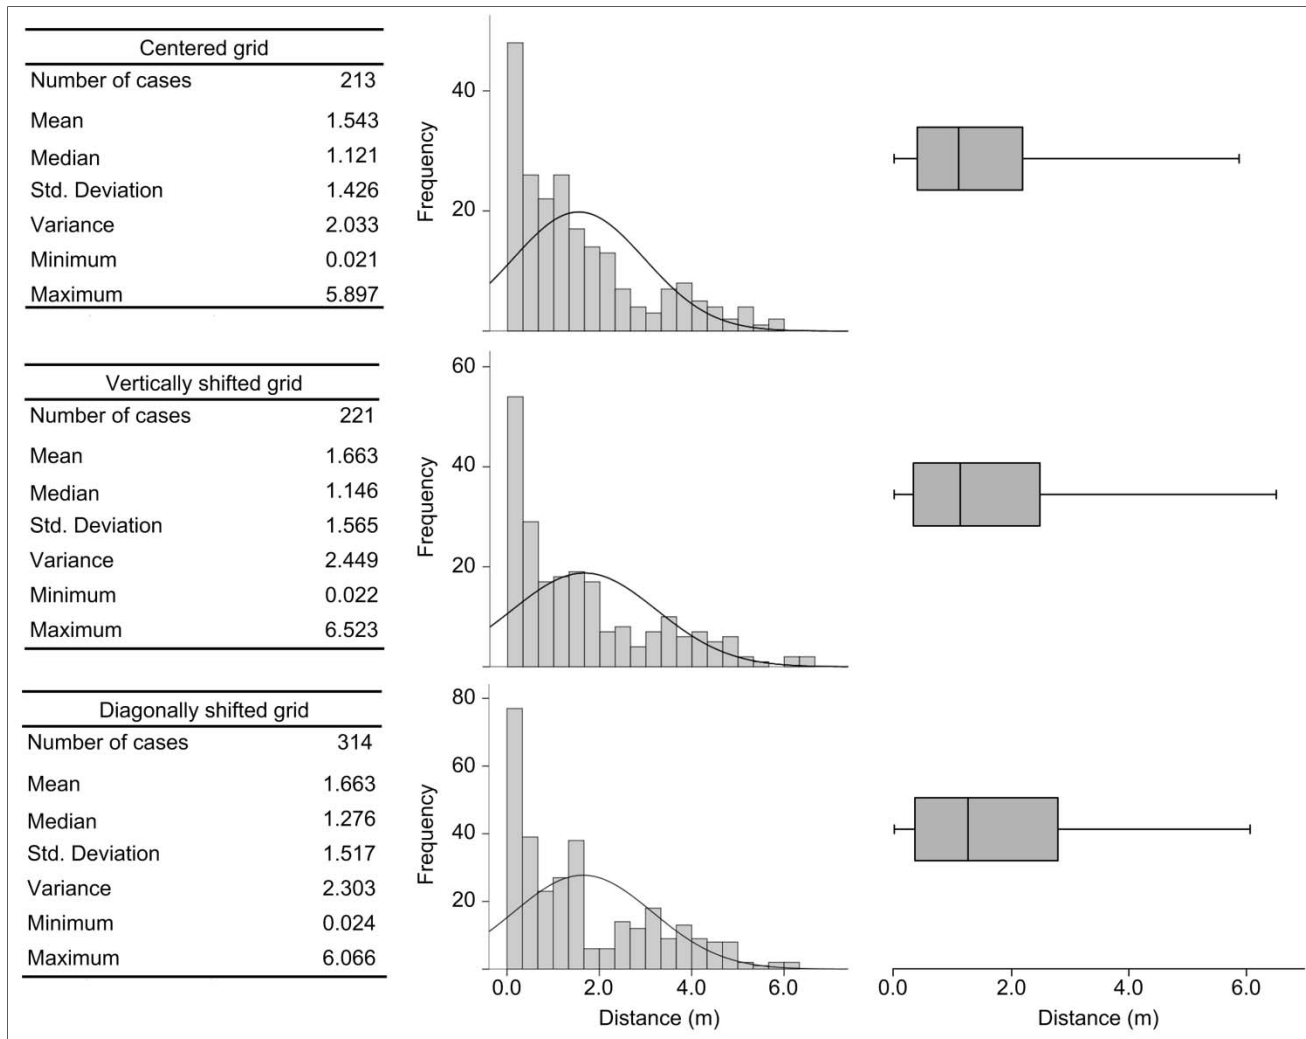 Centered grid
Number of cases 213
Mean 1.543
Median 1.121
Std. Deviation 1.426
Variance 2.033
Minimum 0.021
Maximum 5.897
Frequency
40
20
Vertically shifted grid
Number of cases 221
Mean 1.663
Median 1.146
Std. Deviation 1.565
Variance 2.449
Minimum 0.022
Maximum 6.523
Frequency
60
40
20
Diagonally shifted grid
Number of cases 314
Mean 1.663
Median 1.276
Std. Deviation 1.517
Variance 2.303
Minimum 0.024
Maximum 6.066
Frequency
80
60
40
20
0.0 2.0 4.0 6.0
Distance (m)
0.0 2.0 4.0 6.0
Distance (m)